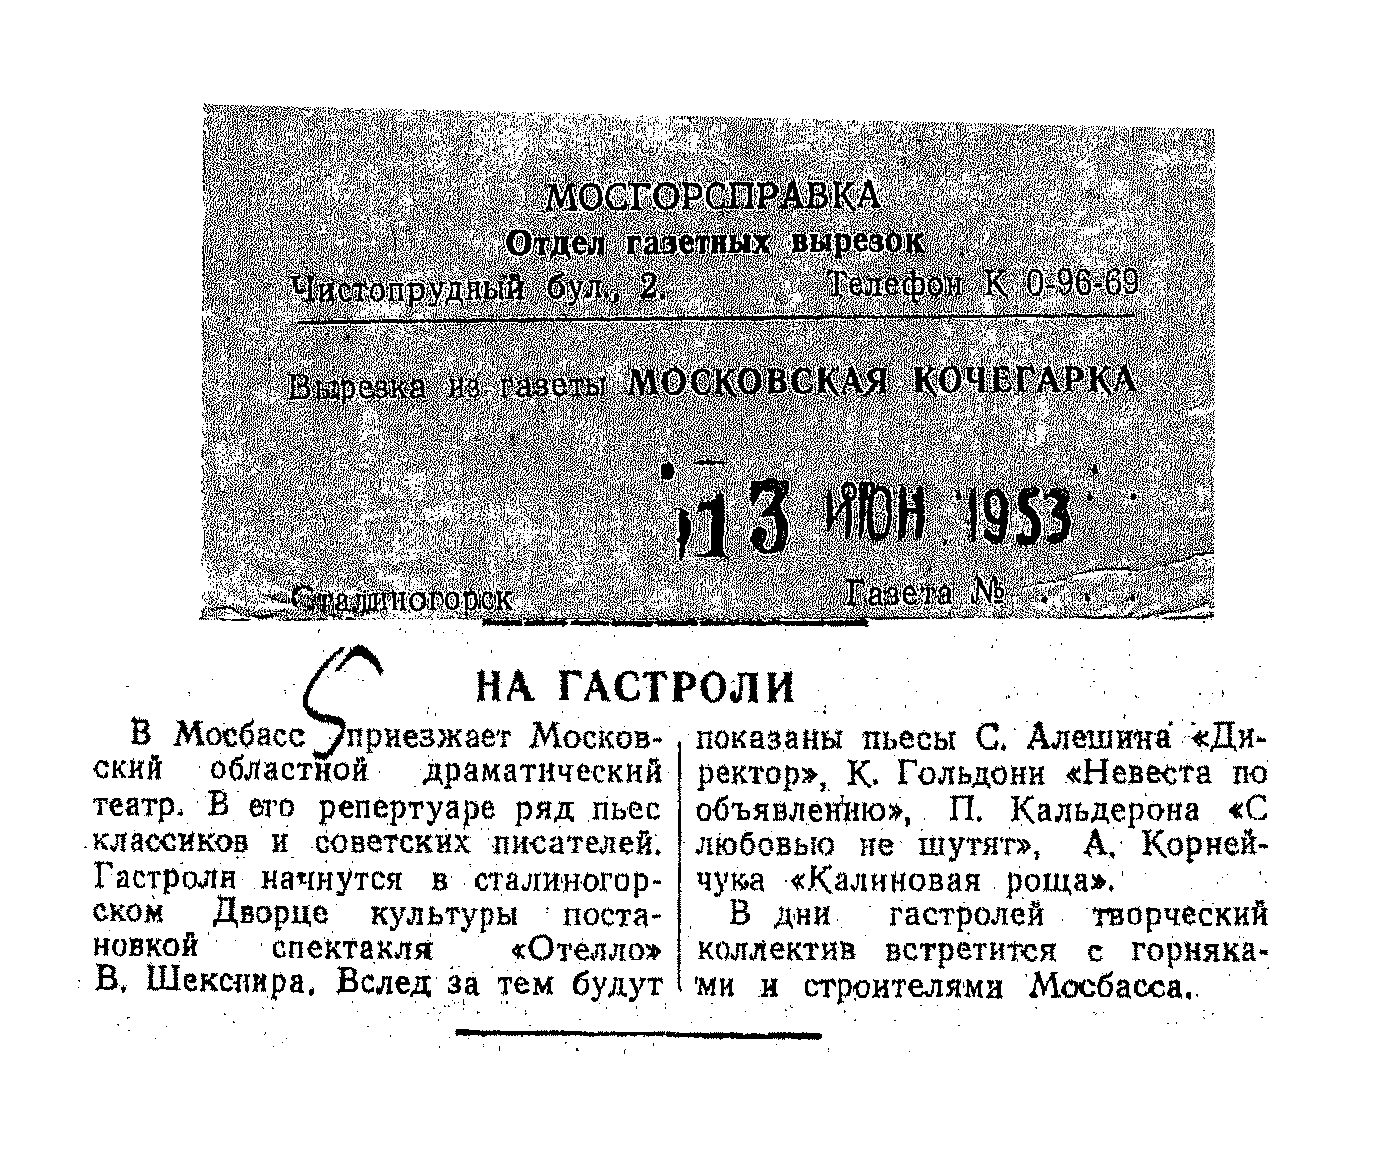 МОСГОРСПРАВКА
Отдел газетных вырезок
Чистопрудный бул., 2. Телефон К 0-96-69
Вырезка из газеты МОСКОВСКАЯ КОЧЕГАРКА
13 ИЮН 1953
Сталиногорск Газета № . . .
НА ГАСТРОЛИ
В Мосбасс приезжает Москов-
ский областной драматический
театр. В его репертуаре ряд пьес
классиков и советских писателей.
Гастроли начнутся в сталиногор-
ском Дворце культуры поста-
новкой спектакля «Отелло»
В. Шекспира. Вслед за тем будут
показаны пьесы С. Алешина «Ди-
ректор», К. Гольдони «Невеста по
объявлению», П. Кальдерона «С
любовью не шутят», А. Корней-
чука «Калиновая роща».
В дни гастролей творческий
коллектив встретится с горняка-
ми и строителями Мосбасса.